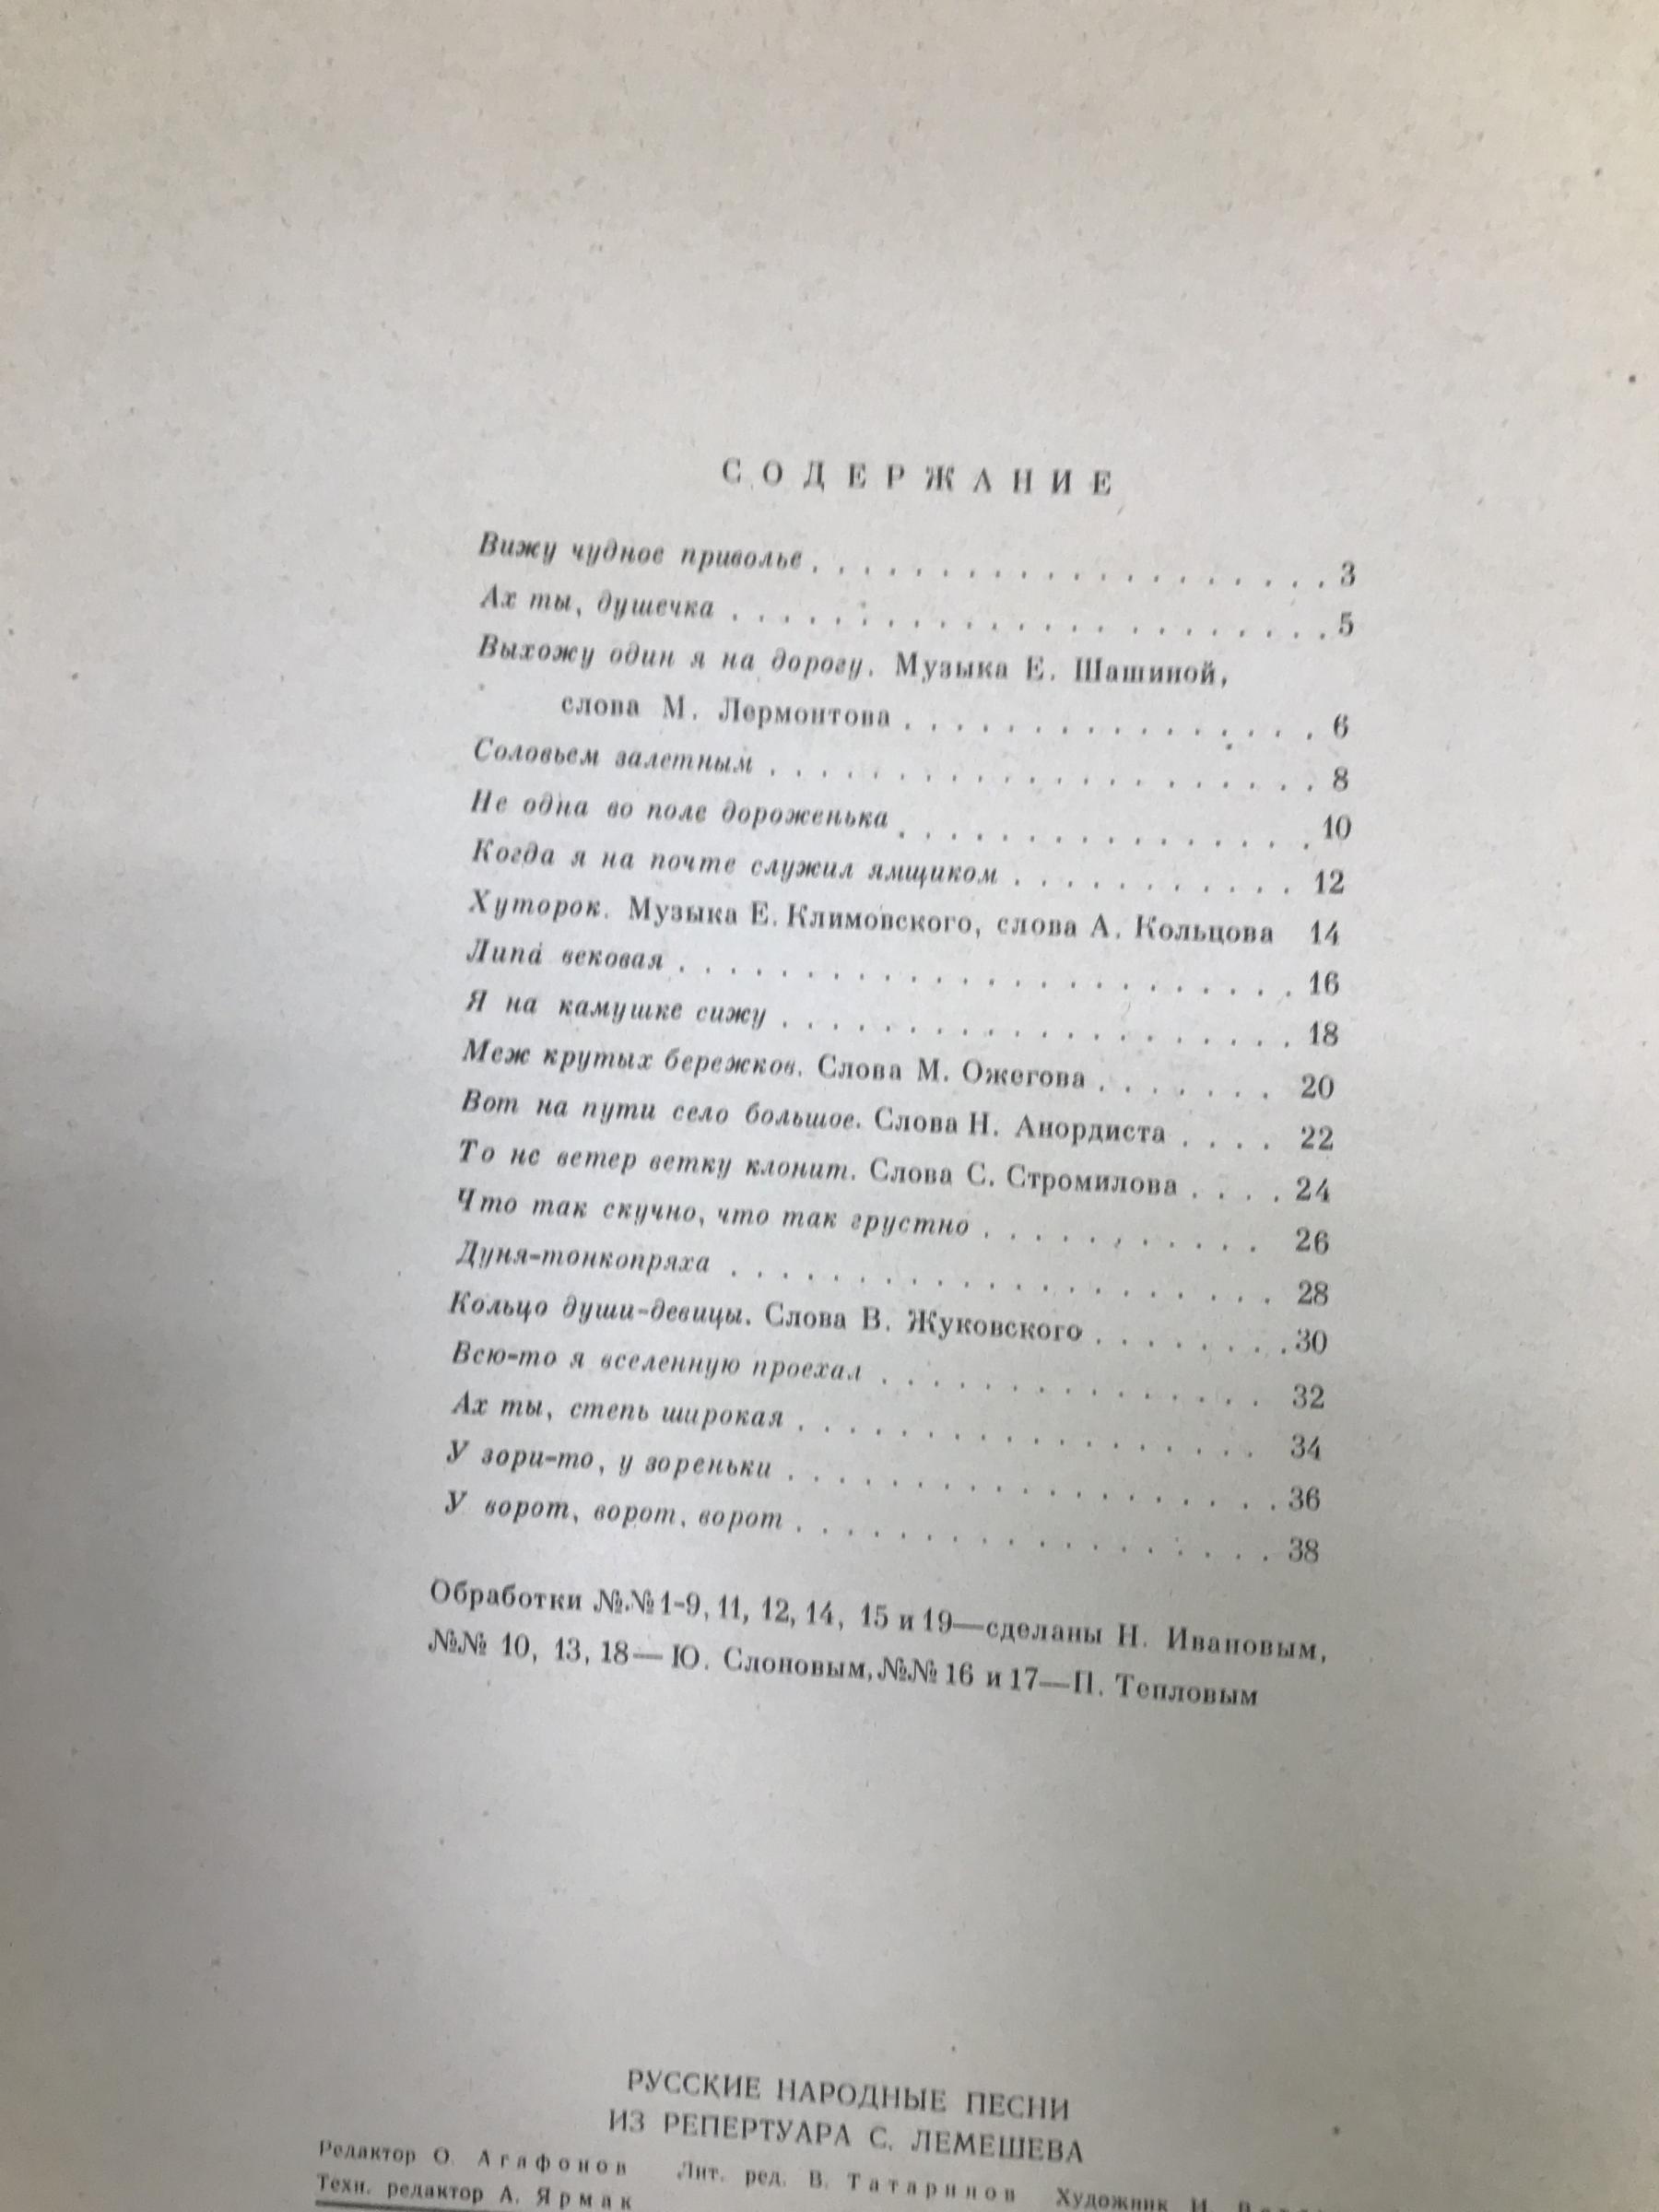 СОДЕРЖАНИЕ
Вижу чудное приволье . . . . . . . . . . . . . . . . . . . . 3
Ах ты, душечка . . . . . . . . . . . . . . . . . . . . . . . 5
Выхожу один я на дорогу. Музыка Е. Шашиной,
слова М. Лермонтова . . . . . . . . . . . . . . . . 6
Соловьем залетным . . . . . . . . . . . . . . . . . . . . . 8
Не одна во поле дороженька . . . . . . . . . . . . . . . . 10
Когда я на почте служил ямщиком . . . . . . . . . . . 12
Хуторок. Музыка Е. Климовского, слова А. Кольцова 14
Липа вековая . . . . . . . . . . . . . . . . . . . . . . . . 16
Я на камушке сижу . . . . . . . . . . . . . . . . . . . . 18
Меж крутых бережков. Слова М. Ожегова . . . . . . . 20
Вот на пути село большое. Слова Н. Анордиста . . . . 22
То не ветер ветку клонит. Слова С. Стромилова . . . . 24
Что так скучно, что так грустно . . . . . . . . . . . 26
Дуня-тонкопряха . . . . . . . . . . . . . . . . . . . . . 28
Кольцо души-девицы. Слова В. Жуковского . . . . . . . . 30
Всю-то я вселенную проехал . . . . . . . . . . . . . . . 32
Ах ты, степь широкая . . . . . . . . . . . . . . . . . . 34
У зори-то, у зореньки . . . . . . . . . . . . . . . . . . . 36
У ворот, ворот, ворот . . . . . . . . . . . . . . . . . . . 38
Обработки №№ 1-9, 11, 12, 14, 15 и 19—сделаны Н. Ивановым,
№№ 10, 13, 18—Ю. Слоновым, №№ 16 и 17—П. Тепловым
РУССКИЕ НАРОДНЫЕ ПЕСНИ
ИЗ РЕПЕРТУАРА С. ЛЕМЕШЕВА
Редактор О. Агафонов Лит. ред. В. Татаринов Художник И.
Техн. редактор А. Ярмак